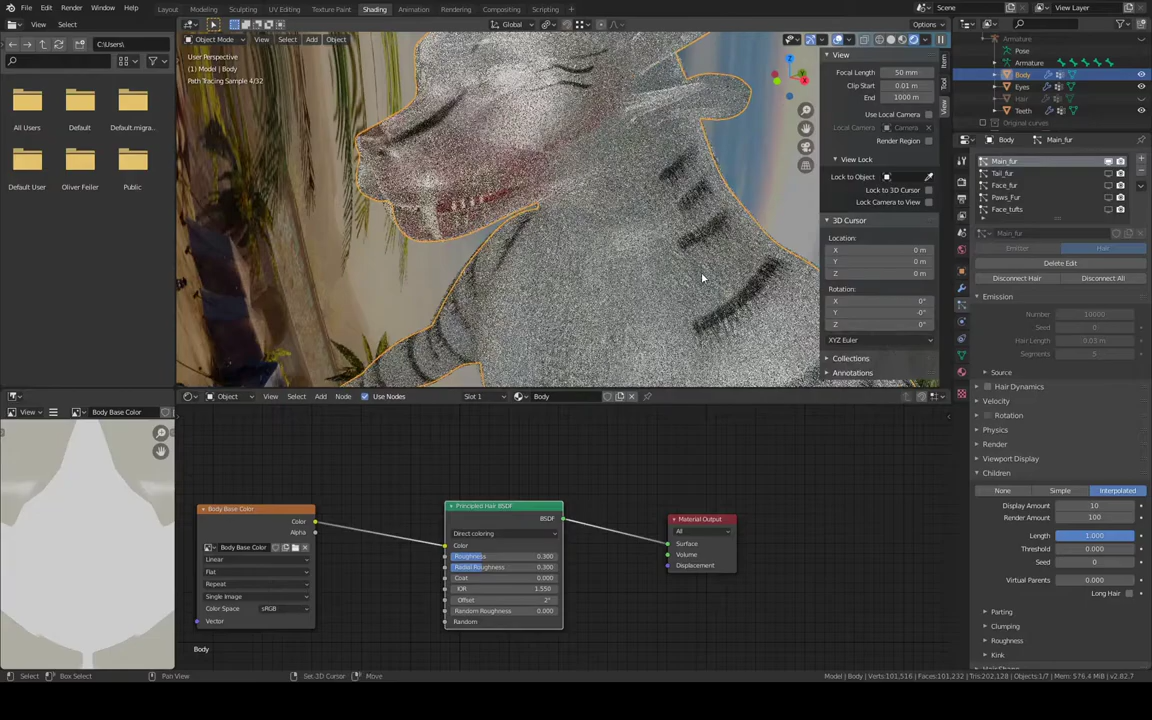 File Edit Render Window Help Layout Modeling Sculpting UV Editing Texture Paint Shading Animation Rendering Compositing Scripting Scene View Layer
View Select Global Options
C:\Users\
Object Mode View Select Add Object
User Perspective
(1) Model | Body
Path Tracing Sample 4/32
All Users Default Default.migra...
Default User Oliver Feiler Public
View
Focal Length 50 mm
Clip Start 0.01 m
End 1000 m
Use Local Camera
Local Camera Camera
Render Region
View Lock
Lock to Object
Lock to 3D Cursor
Lock Camera to View
3D Cursor
Location:
X 0 m
Y 0 m
Z 0 m
Rotation:
X 0°
Y -0°
Z 0°
XYZ Euler
Collections
Annotations
Item
Tool
View
Armature
Pose
Armature
Body
Eyes
Hair
Teeth
Original curves
Body Main_fur
Main_fur
Tail_fur
Face_fur
Paws_Fur
Face_tufts
Main_fur
Emitter Hair
Delete Edit
Disconnect Hair Disconnect All
Emission
Number 10000
Seed 0
Hair Length 0.03 m
Segments 5
Source
Hair Dynamics
Velocity
Rotation
Physics
Render
Viewport Display
Children
None Simple Interpolated
Display Amount 10
Render Amount 100
Length 1.000
Threshold 0.000
Seed 0
Virtual Parents 0.000
Long Hair
Parting
Clumping
Roughness
Kink
Object View Select Add Node Use Nodes Slot 1 Body
View Body Base Color
Body Base Color
Color
Alpha
Body Base Color
Linear
Flat
Repeat
Single Image
Color Space sRGB
Vector
Principled Hair BSDF
BSDF
Direct coloring
Color
Roughness 0.300
Radial Roughness 0.300
Coat 0.000
IOR 1.550
Offset 2°
Random Roughness 0.000
Random
Material Output
All
Surface
Volume
Displacement
Body
Select Box Select Pan View Set 3D Cursor Move Model | Body | Verts:101,516 | Faces:101,232 | Tris:202,128 | Objects:1/7 | Mem: 576.4 MiB | v2.82.7